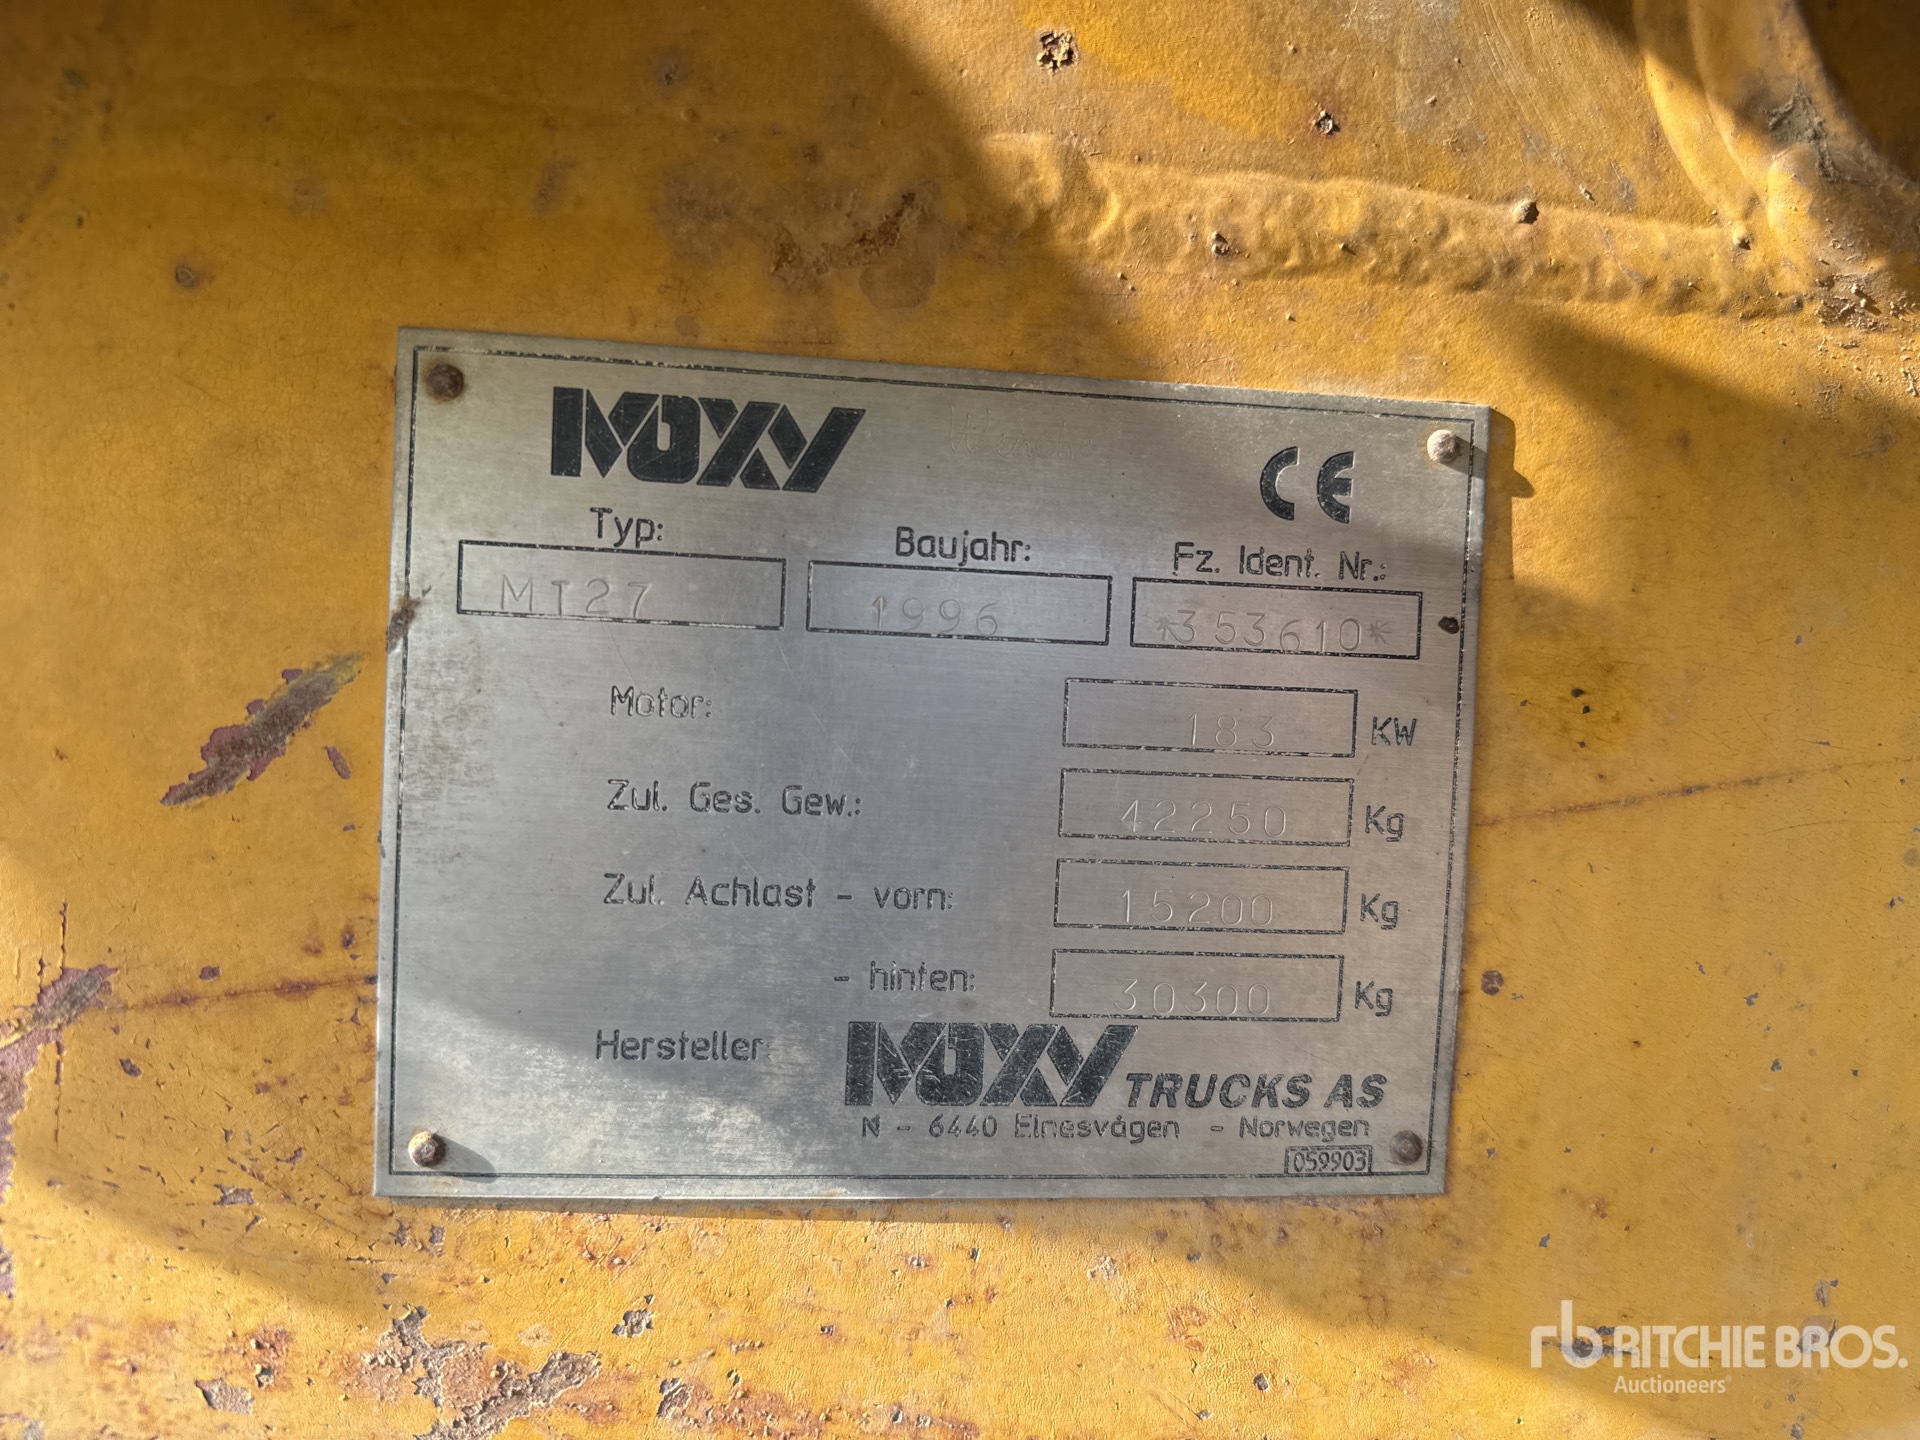 MOXY
CE
Typ: Baujahr: Fz. Ident. Nr.:
MT27 1996 *353610*
Motor: 183 KW
Zul. Ges. Gew.: 42250 Kg
Zul. Achlast - vorn: 15200 Kg
- hinten: 30300 Kg
Hersteller: MOXY TRUCKS AS
N - 6440 Elnesvågen - Norwegen
059903
rb RITCHIE BROS.
Auctioneers